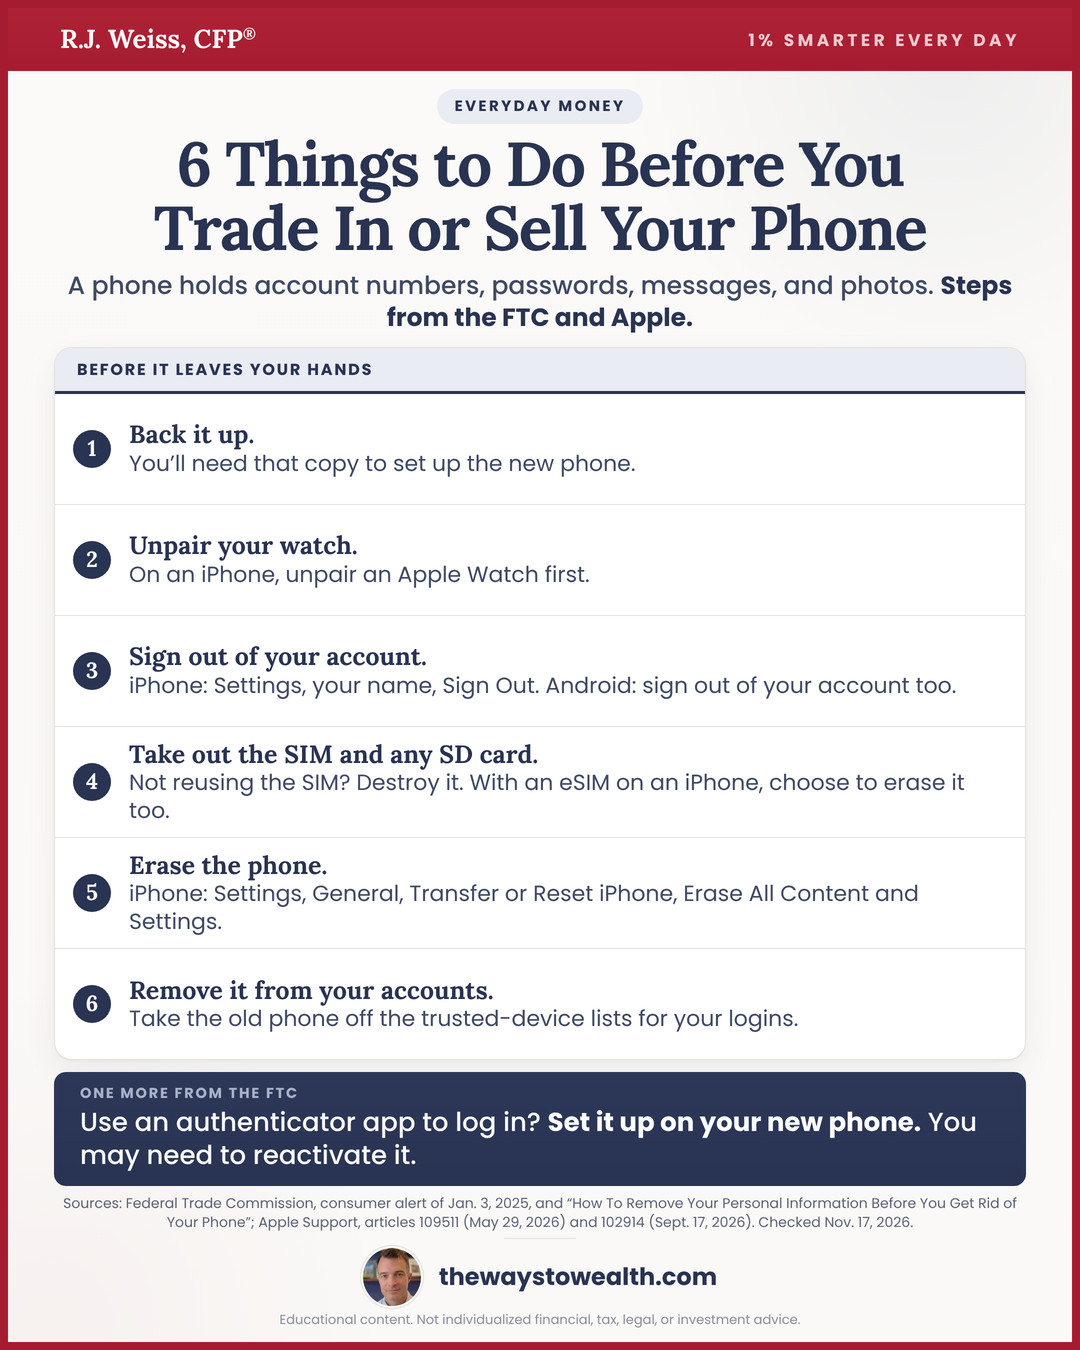 R.J. Weiss, CFP®
1% SMARTER EVERY DAY
EVERYDAY MONEY
6 Things to Do Before You
Trade In or Sell Your Phone
A phone holds account numbers, passwords, messages, and photos. Steps
from the FTC and Apple.
BEFORE IT LEAVES YOUR HANDS
1
Back it up.
You’ll need that copy to set up the new phone.
2
Unpair your watch.
On an iPhone, unpair an Apple Watch first.
3
Sign out of your account.
iPhone: Settings, your name, Sign Out. Android: sign out of your account too.
4
Take out the SIM and any SD card.
Not reusing the SIM? Destroy it. With an eSIM on an iPhone, choose to erase it
too.
5
Erase the phone.
iPhone: Settings, General, Transfer or Reset iPhone, Erase All Content and
Settings.
6
Remove it from your accounts.
Take the old phone off the trusted-device lists for your logins.
ONE MORE FROM THE FTC
Use an authenticator app to log in? Set it up on your new phone. You
may need to reactivate it.
Sources: Federal Trade Commission, consumer alert of Jan. 3, 2025, and “How To Remove Your Personal Information Before You Get Rid of
Your Phone”; Apple Support, articles 109511 (May 29, 2026) and 102914 (Sept. 17, 2026). Checked Nov. 17, 2026.
thewaystowealth.com
Educational content. Not individualized financial, tax, legal, or investment advice.